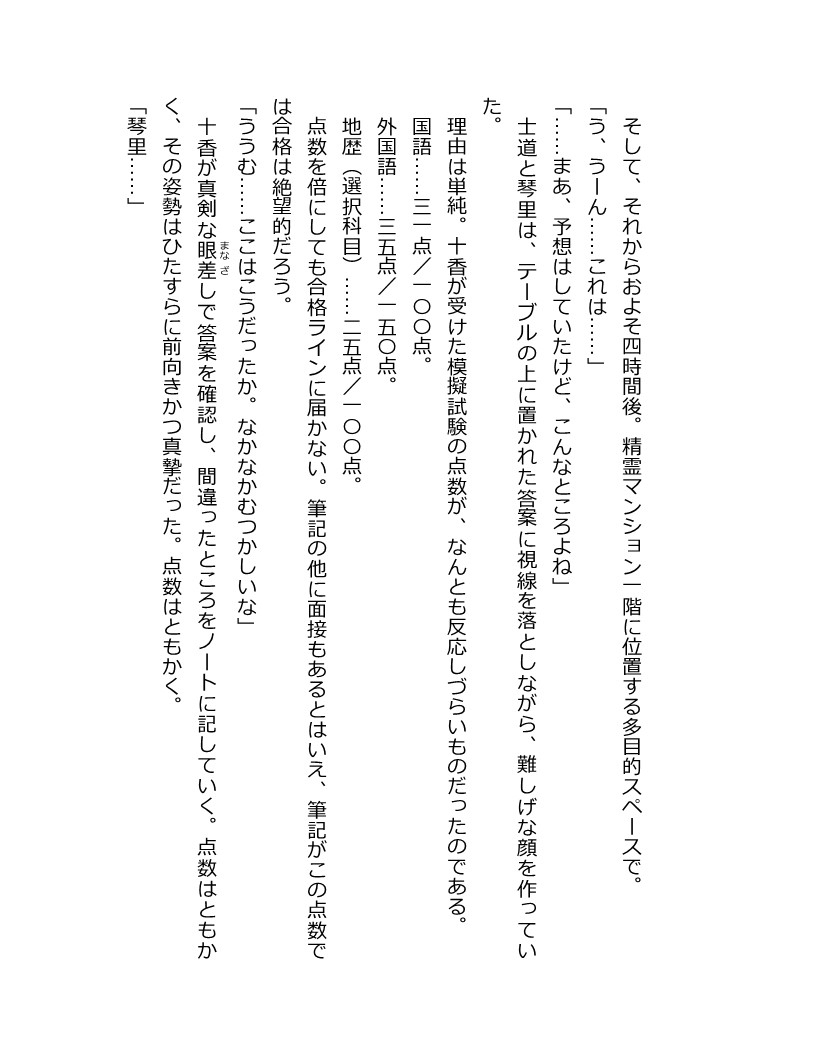 そして、それからおよそ四時間後。精霊マンション一階に位置する多目的スペースで。
「う、うーん……これは……」
「……まあ、予想はしていたけど、こんなところよね」
士道と琴里は、テーブルの上に置かれた答案に視線を落としながら、難しげな顔を作ってい
た。
理由は単純。十香が受けた模擬試験の点数が、なんとも反応しづらいものだったのである。
国語……三一点／一〇〇点。
外国語……三五点／一五〇点。
地歴（選択科目）……二五点／一〇〇点。
点数を倍にしても合格ラインに届かない。筆記の他に面接もあるとはいえ、筆記がこの点数で
は合格は絶望的だろう。
「ううむ……ここはこうだったか。なかなかむつかしいな」
十香が真剣な眼差しで答案を確認し、間違ったところをノートに記していく。点数はともか
く、その姿勢はひたすらに前向きかつ真摯だった。点数はともかく。
「琴里……」